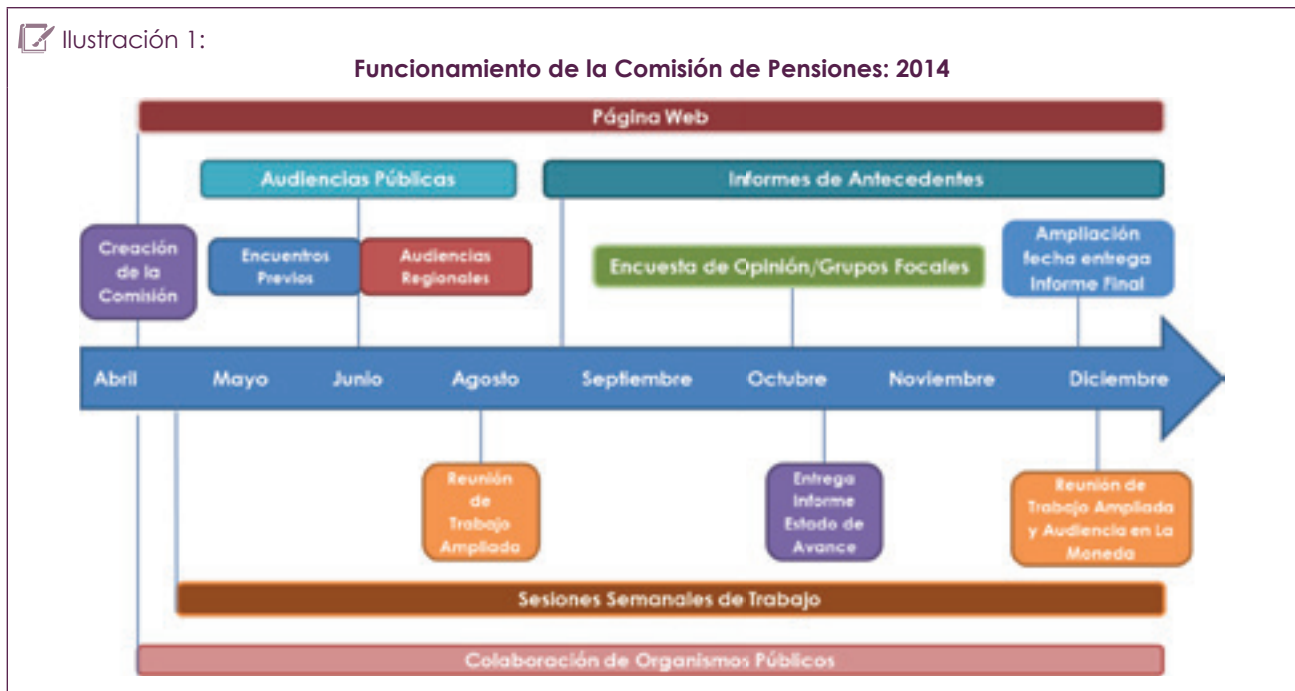 Ilustración 1:
Funcionamiento de la Comisión de Pensiones: 2014
Página Web
Audiencias Públicas
Informes de Antecedentes
Creación
de la
Comisión
Encuentros
Previos
Audiencias
Regionales
Encuesta de Opinión/Grupos Focales
Ampliación
fecha entrega
Informe Final
Abril Mayo Junio Agosto Septiembre Octubre Noviembre Diciembre
Reunión
de
Trabajo
Ampliada
Entrega
Informe
Estado de
Avance
Reunión de
Trabajo Ampliada
y Audiencia en La
Moneda
Sesiones Semanales de Trabajo
Colaboración de Organismos Públicos